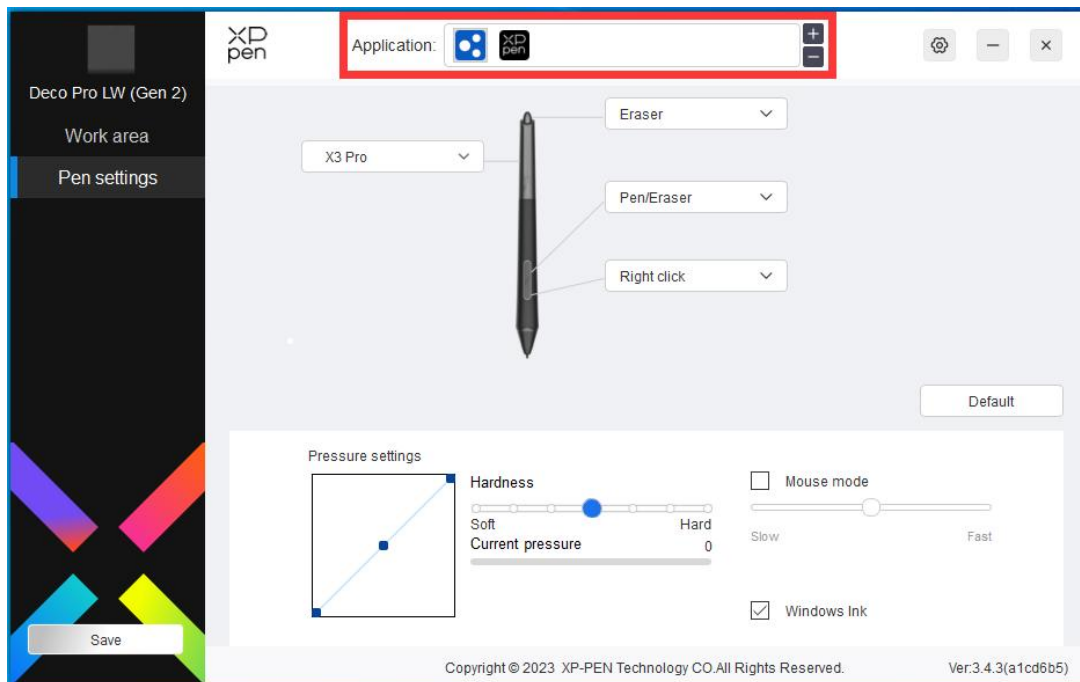 XP
pen
Application:
XP
pen
Deco Pro LW (Gen 2)
Work area
Pen settings
Eraser
X3 Pro
Pen/Eraser
Right click
Default
Pressure settings
Hardness
Soft Hard
Current pressure 0
Mouse mode
Slow Fast
Windows Ink
Save
Copyright © 2023 XP-PEN Technology CO.All Rights Reserved. Ver:3.4.3(a1cd6b5)